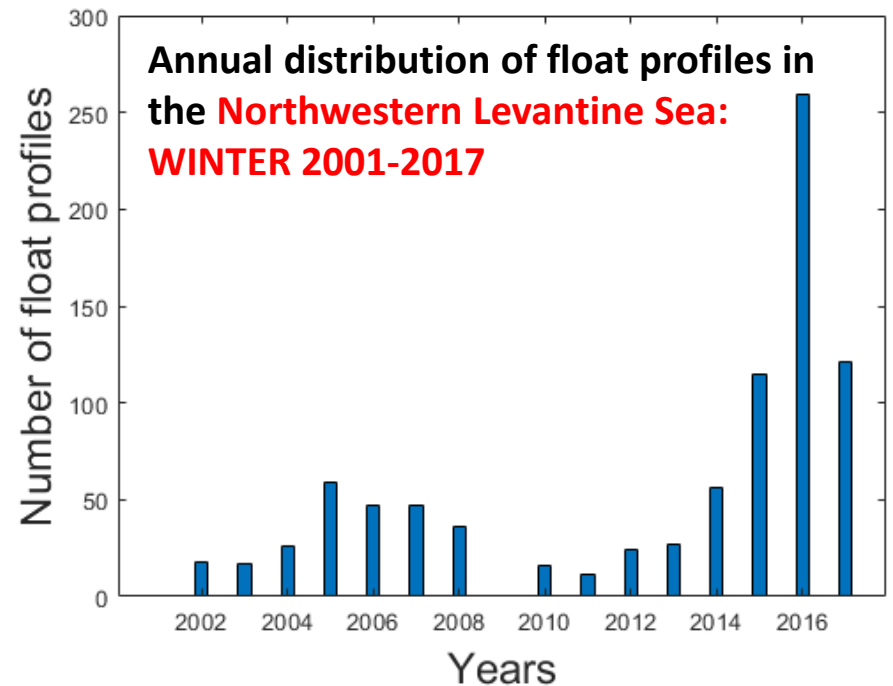 Annual distribution of float profiles in
the Northwestern Levantine Sea:
WINTER 2001-2017
Number of float profiles
300
250
200
150
100
50
0
2002 2004 2006 2008 2010 2012 2014 2016
Years